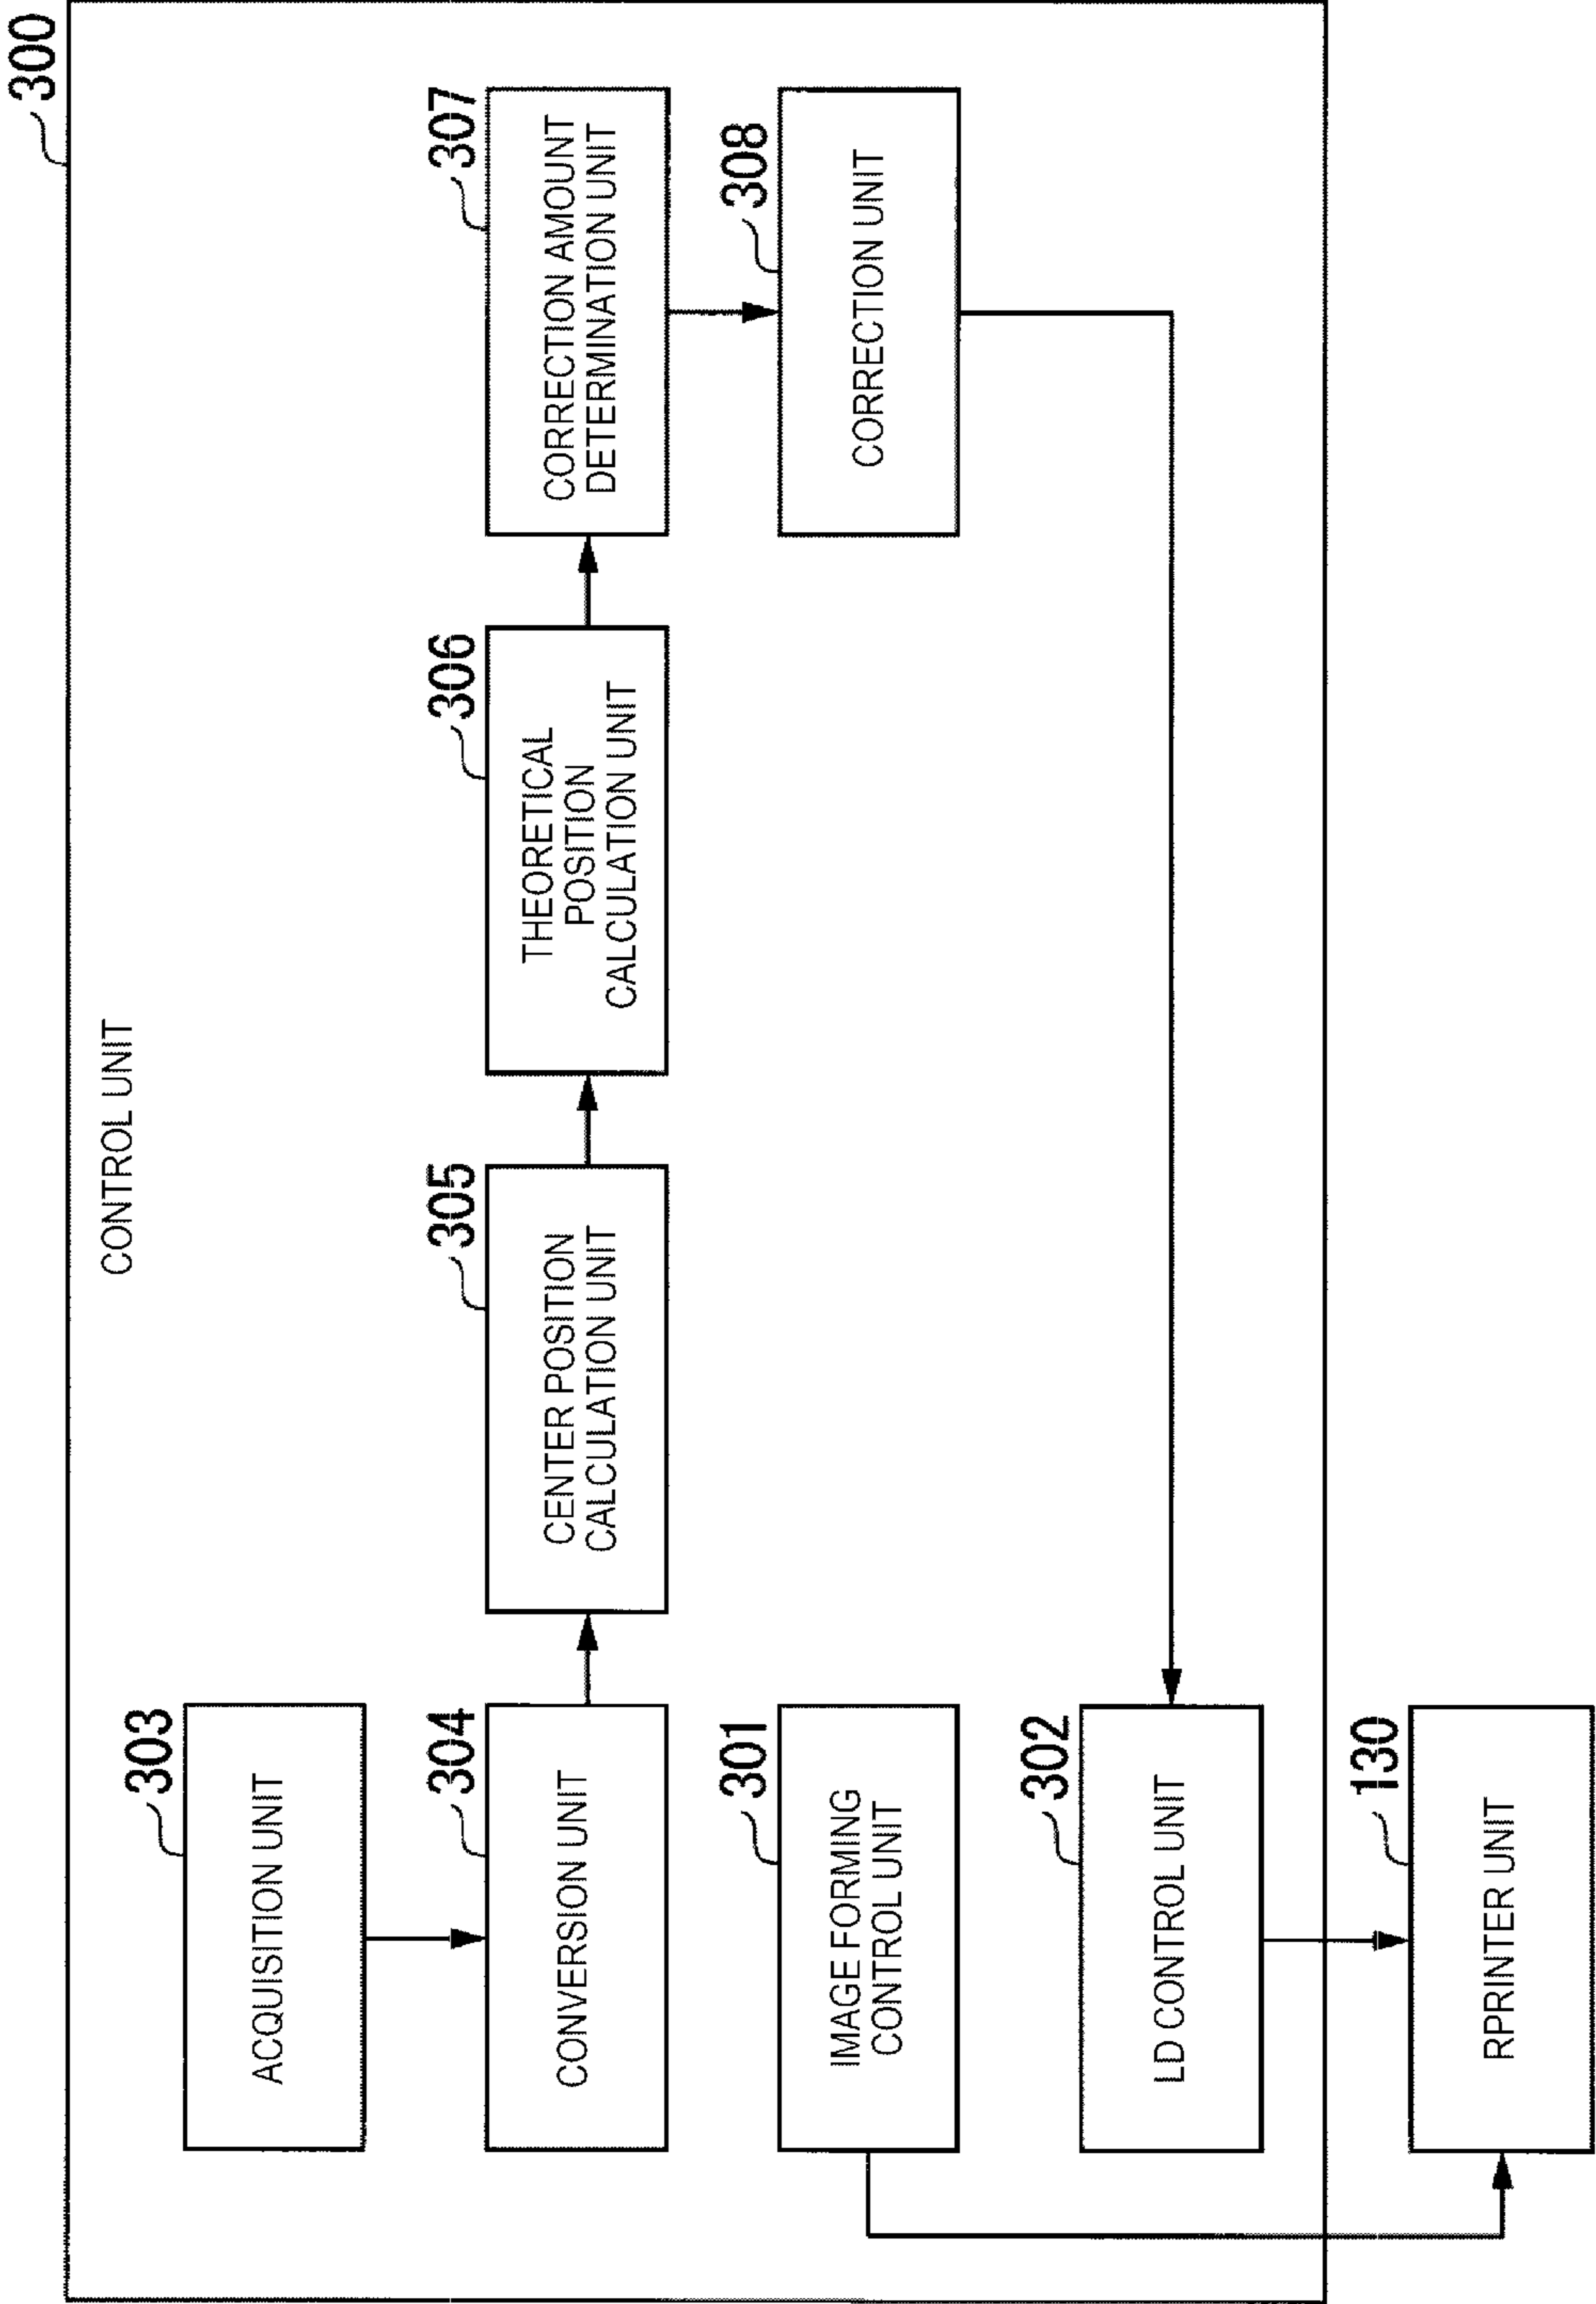 300
CONTROL UNIT
303
ACQUISITION UNIT
304
CONVERSION UNIT
305
CENTER POSITION
CALCULATION UNIT
306
THEORETICAL
POSITION
CALCULATION UNIT
307
CORRECTION AMOUNT
DETERMINATION UNIT
301
IMAGE FORMING
CONTROL UNIT
308
CORRECTION UNIT
302
LD CONTROL UNIT
130
RPRINTER UNIT